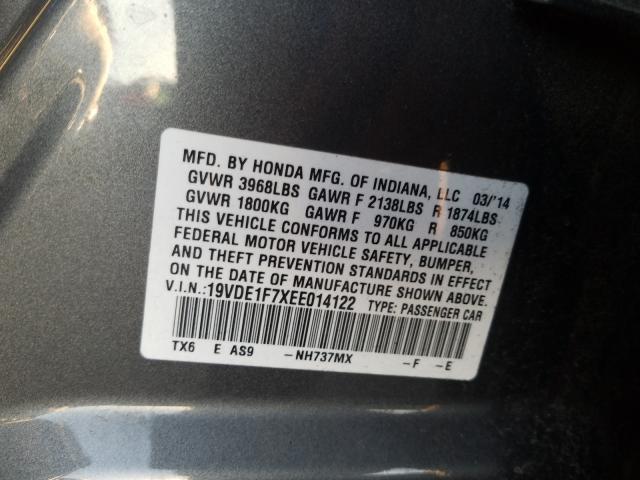 MFD. BY HONDA MFG. OF INDIANA, LLC 03/'14
GVWR 3968LBS GAWR F 2138LBS R 1874LBS
GVWR 1800KG GAWR F 970KG R 850KG
THIS VEHICLE CONFORMS TO ALL APPLICABLE
FEDERAL MOTOR VEHICLE SAFETY, BUMPER,
AND THEFT PREVENTION STANDARDS IN EFFECT
ON THE DATE OF MANUFACTURE SHOWN ABOVE.
V.I.N.:19VDE1F7XEE014122 TYPE: PASSENGER CAR
TX6 E AS9 -NH737MX -F -E